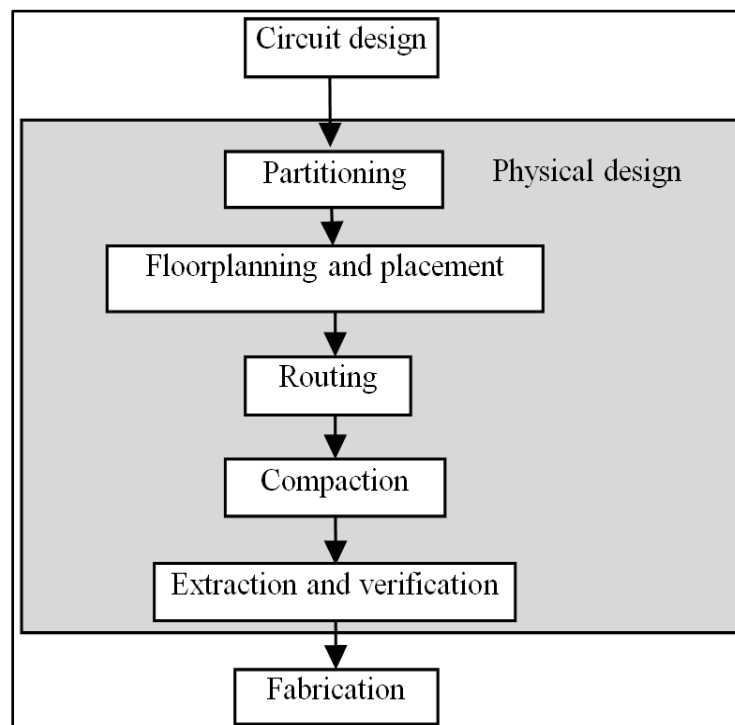 Circuit design
Partitioning
Physical design
Floorplanning and placement
Routing
Compaction
Extraction and verification
Fabrication